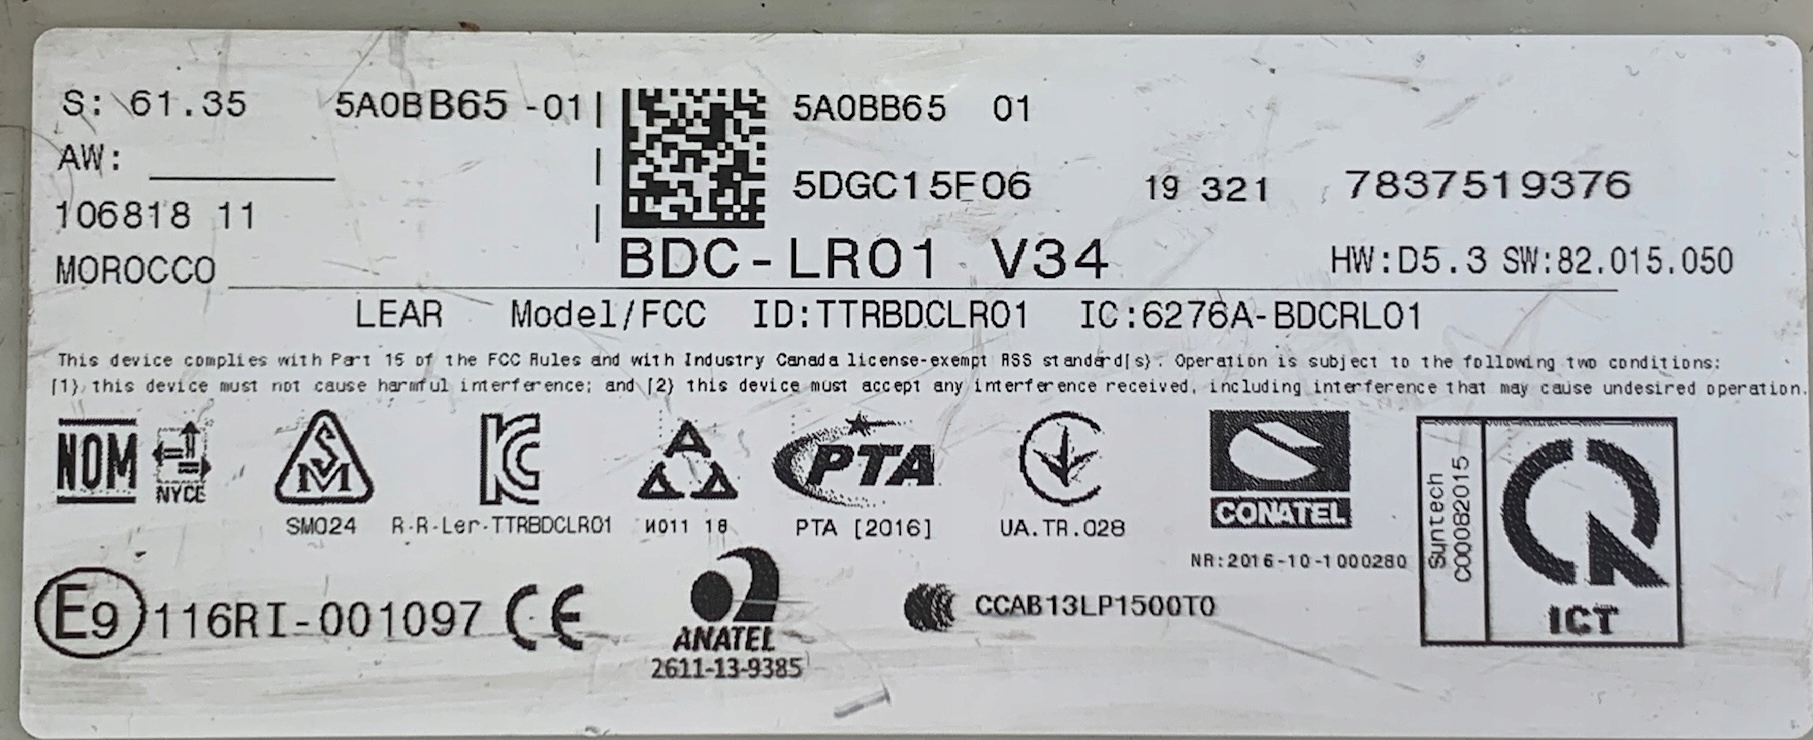 S: 61.35 5A0BB65 -01| 5A0BB65 01
AW:
5DGC15E06 19 321 7837519376
106818 11
BDC-LR01 V34
MOROCCO HW:D5.3 SW:82.015.050
LEAR Model/FCC ID:TTRBDCLR01 IC:6276A-BDCRL01
This device complies with Part 15 of the FCC Rules and with Industry Canada license-exempt RSS standard(s). Operation is subject to the following two conditions:
(1) this device must not cause harmful interference; and (2) this device must accept any interference received, including interference that may cause undesired operation.
NOM NYCE
SM
KC
PTA
CONATEL
SM024 R-R-Ler-TTRBDCLR01 И011 18 PTA [2016] UA.TR.028
NR:2016-10-1000280
Suntech
C00082015
ICT
E9 116RI-001097 CE
ANATEL
2611-13-9385
CCAB13LP1500T0